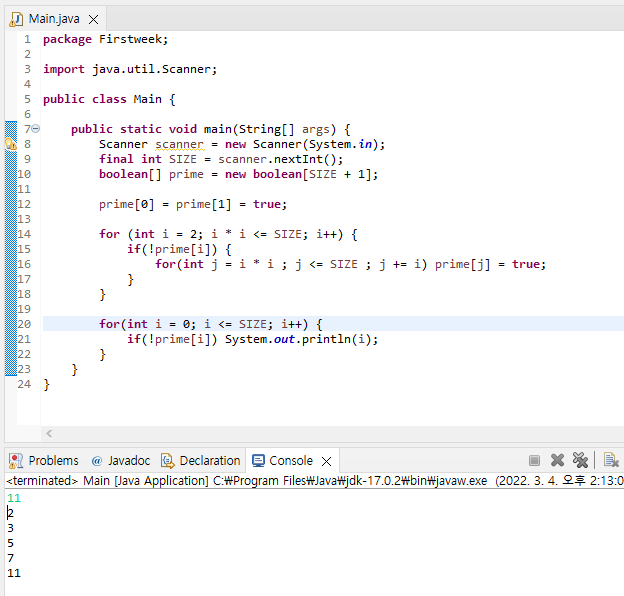 Main.java
1 package Firstweek;
2
3 import java.util.Scanner;
4
5 public class Main {
6
7 public static void main(String[] args) {
8 Scanner scanner = new Scanner(System.in);
9 final int SIZE = scanner.nextInt();
10 boolean[] prime = new boolean[SIZE + 1];
11
12 prime[0] = prime[1] = true;
13
14 for (int i = 2; i * i <= SIZE; i++) {
15 if(!prime[i]) {
16 for(int j = i * i ; j <= SIZE ; j += i) prime[j] = true;
17 }
18 }
19
20 for(int i = 0; i <= SIZE; i++) {
21 if(!prime[i]) System.out.println(i);
22 }
23 }
24 }
Problems @ Javadoc Declaration Console
<terminated> Main [Java Application] C:₩Program Files₩Java₩jdk-17.0.2₩bin₩javaw.exe (2022. 3. 4. 오후 2:13:0
11
2
3
5
7
11